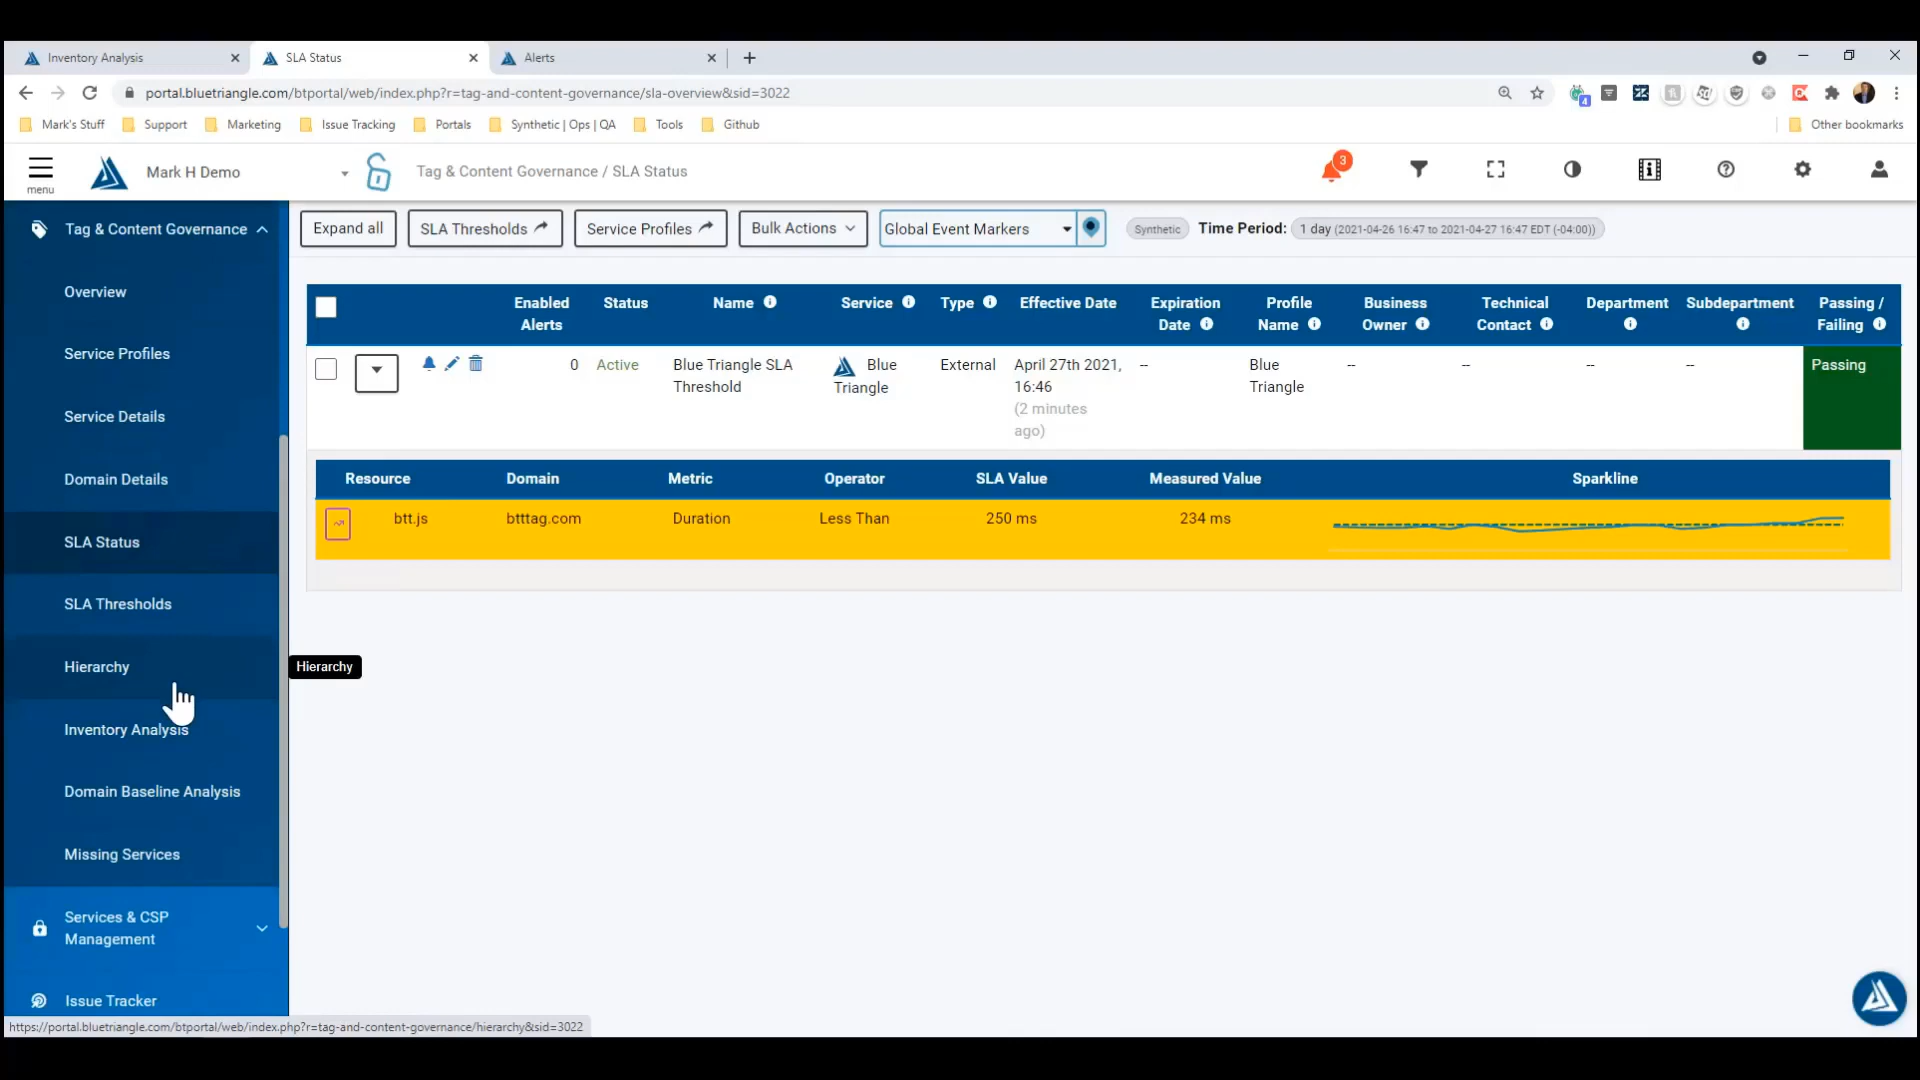 Inventory Analysis
SLA Status
Alerts
portal.bluetriangle.com/btportal/web/index.php?r=tag-and-content-governance/sla-overview&sid=3022
4
Mark's Stuff
Support
Marketing
Issue Tracking
Portals
Synthetic | Ops | QA
Tools
Github
Other bookmarks
menu
Mark H Demo
Tag & Content Governance / SLA Status
3
Tag & Content Governance
Overview
Service Profiles
Service Details
Domain Details
SLA Status
SLA Thresholds
Hierarchy
Inventory Analysis
Domain Baseline Analysis
Missing Services
Services & CSP
Management
Issue Tracker
Hierarchy
Expand all
SLA Thresholds
Service Profiles
Bulk Actions
Global Event Markers
Synthetic
Time Period: 1 day (2021-04-26 16:47 to 2021-04-27 16:47 EDT (-04:00))
Enabled
Alerts
Status
Name
Service
Type
Effective Date
Expiration
Date
Profile
Name
Business
Owner
Technical
Contact
Department
Subdepartment
Passing /
Failing
0
Active
Blue Triangle SLA
Threshold
Blue
Triangle
External
April 27th 2021,
16:46
(2 minutes
ago)
--
Blue
Triangle
--
--
--
--
Passing
Resource
Domain
Metric
Operator
SLA Value
Measured Value
Sparkline
btt.js
btttag.com
Duration
Less Than
250 ms
234 ms
https://portal.bluetriangle.com/btportal/web/index.php?r=tag-and-content-governance/hierarchy&sid=3022